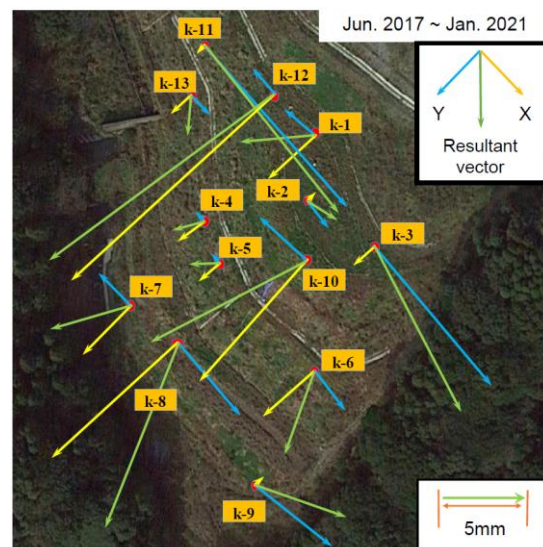 Jun. 2017 ~ Jan. 2021
k-11
k-12
k-13
k-1
k-2
k-4
k-3
k-5
k-10
k-7
k-6
k-8
k-9
Y
X
Resultant
vector
5mm